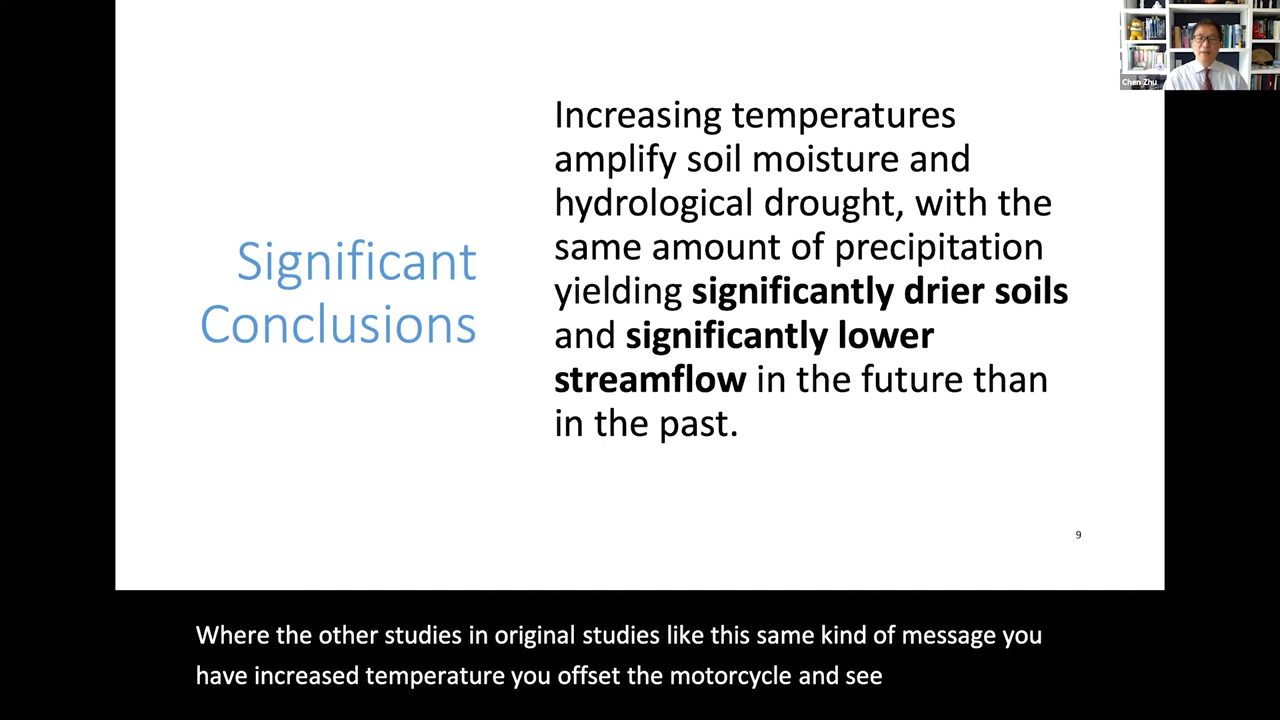 Chen Zhu
Significant
Conclusions
Increasing temperatures
amplify soil moisture and
hydrological drought, with the
same amount of precipitation
yielding significantly drier soils
and significantly lower
streamflow in the future than
in the past.
9
Where the other studies in original studies like this same kind of message you
have increased temperature you offset the motorcycle and see